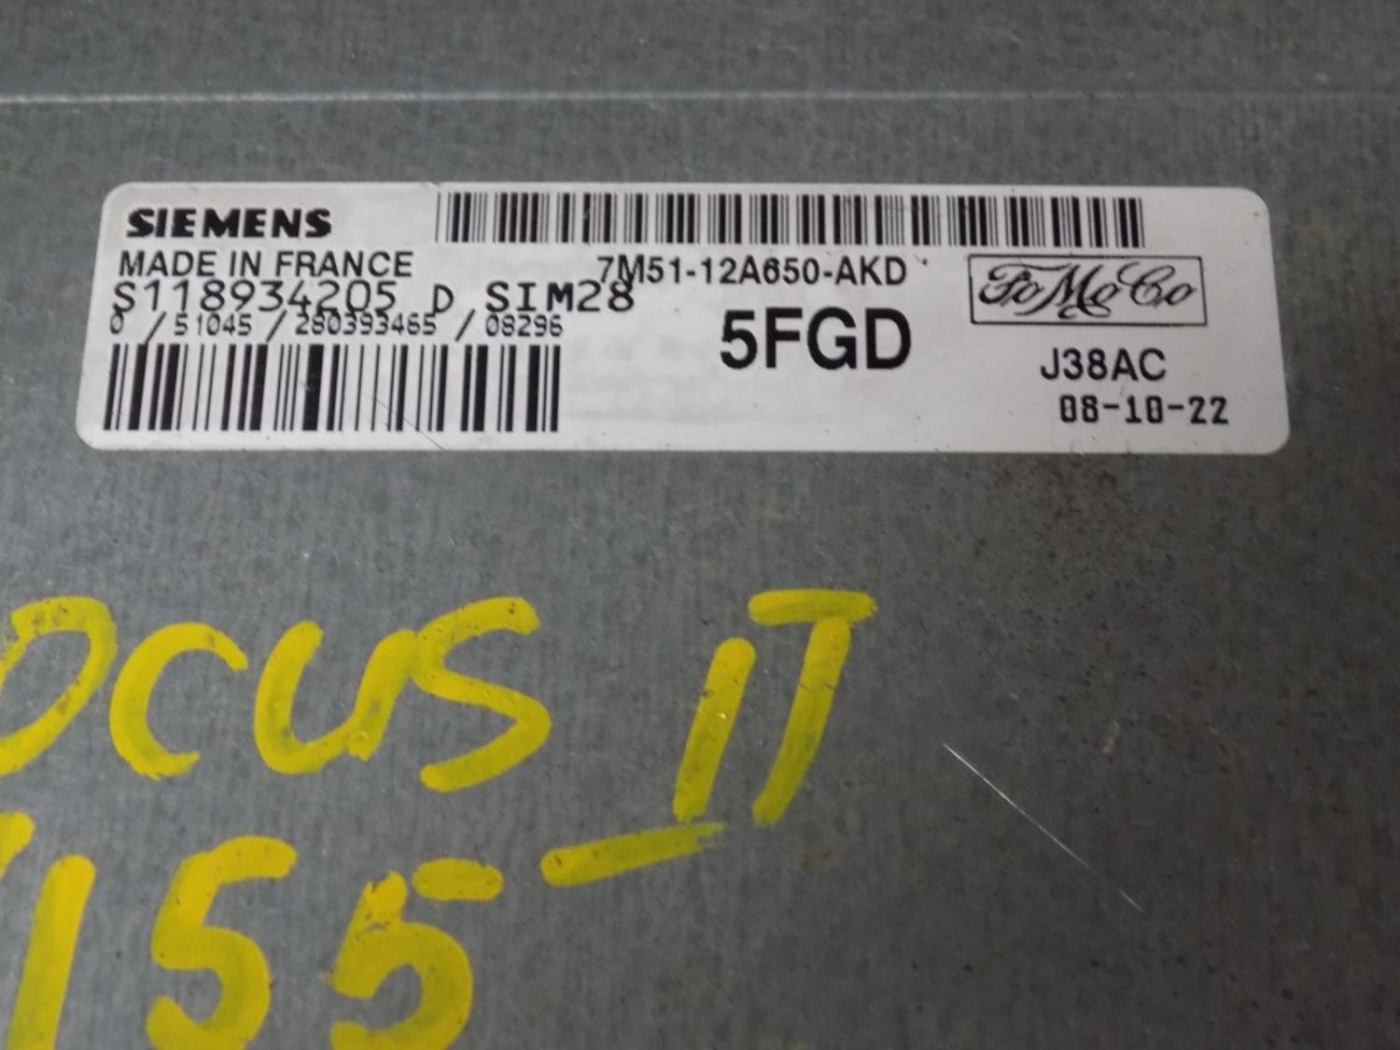 SIEMENS
MADE IN FRANCE
7M51-12A650-AKD
FoMoCo
S118934205 D SIM28
0 / 51045 / 280393465 / 08296
5FGD
J38AC
08-10-22
OCUS II
155